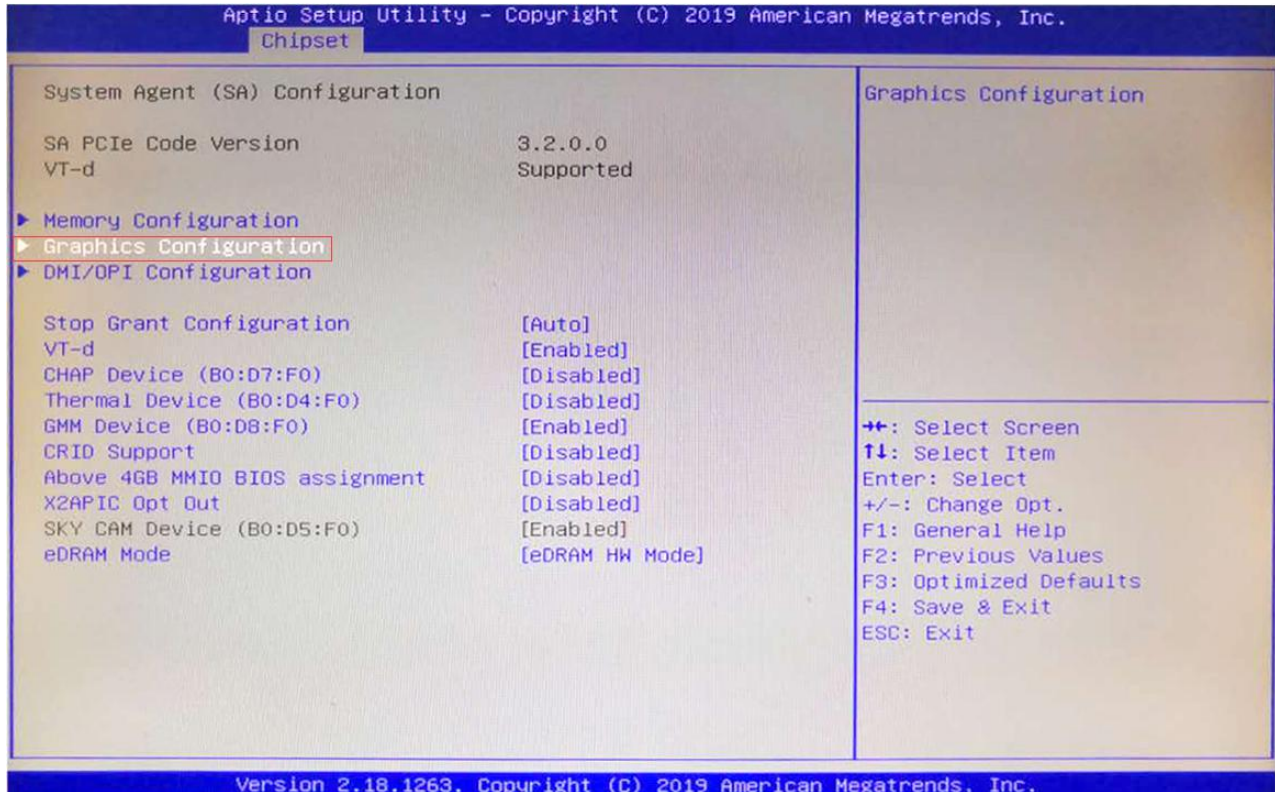 Aptio Setup Utility – Copyright (C) 2019 American Megatrends, Inc.
Chipset
System Agent (SA) Configuration
SA PCIe Code Version 3.2.0.0
VT-d Supported
Memory Configuration
Graphics Configuration
DMI/OPI Configuration
Stop Grant Configuration [Auto]
VT-d [Enabled]
CHAP Device (B0:D7:F0) [Disabled]
Thermal Device (B0:D4:F0) [Disabled]
GMM Device (B0:D8:F0) [Enabled]
CRID Support [Disabled]
Above 4GB MMIO BIOS assignment [Disabled]
X2APIC Opt Out [Disabled]
SKY CAM Device (B0:D5:F0) [Enabled]
eDRAM Mode [eDRAM HW Mode]
Graphics Configuration
→←: Select Screen
↑↓: Select Item
Enter: Select
+/-: Change Opt.
F1: General Help
F2: Previous Values
F3: Optimized Defaults
F4: Save & Exit
ESC: Exit
Version 2.18.1263. Copyright (C) 2019 American Megatrends, Inc.